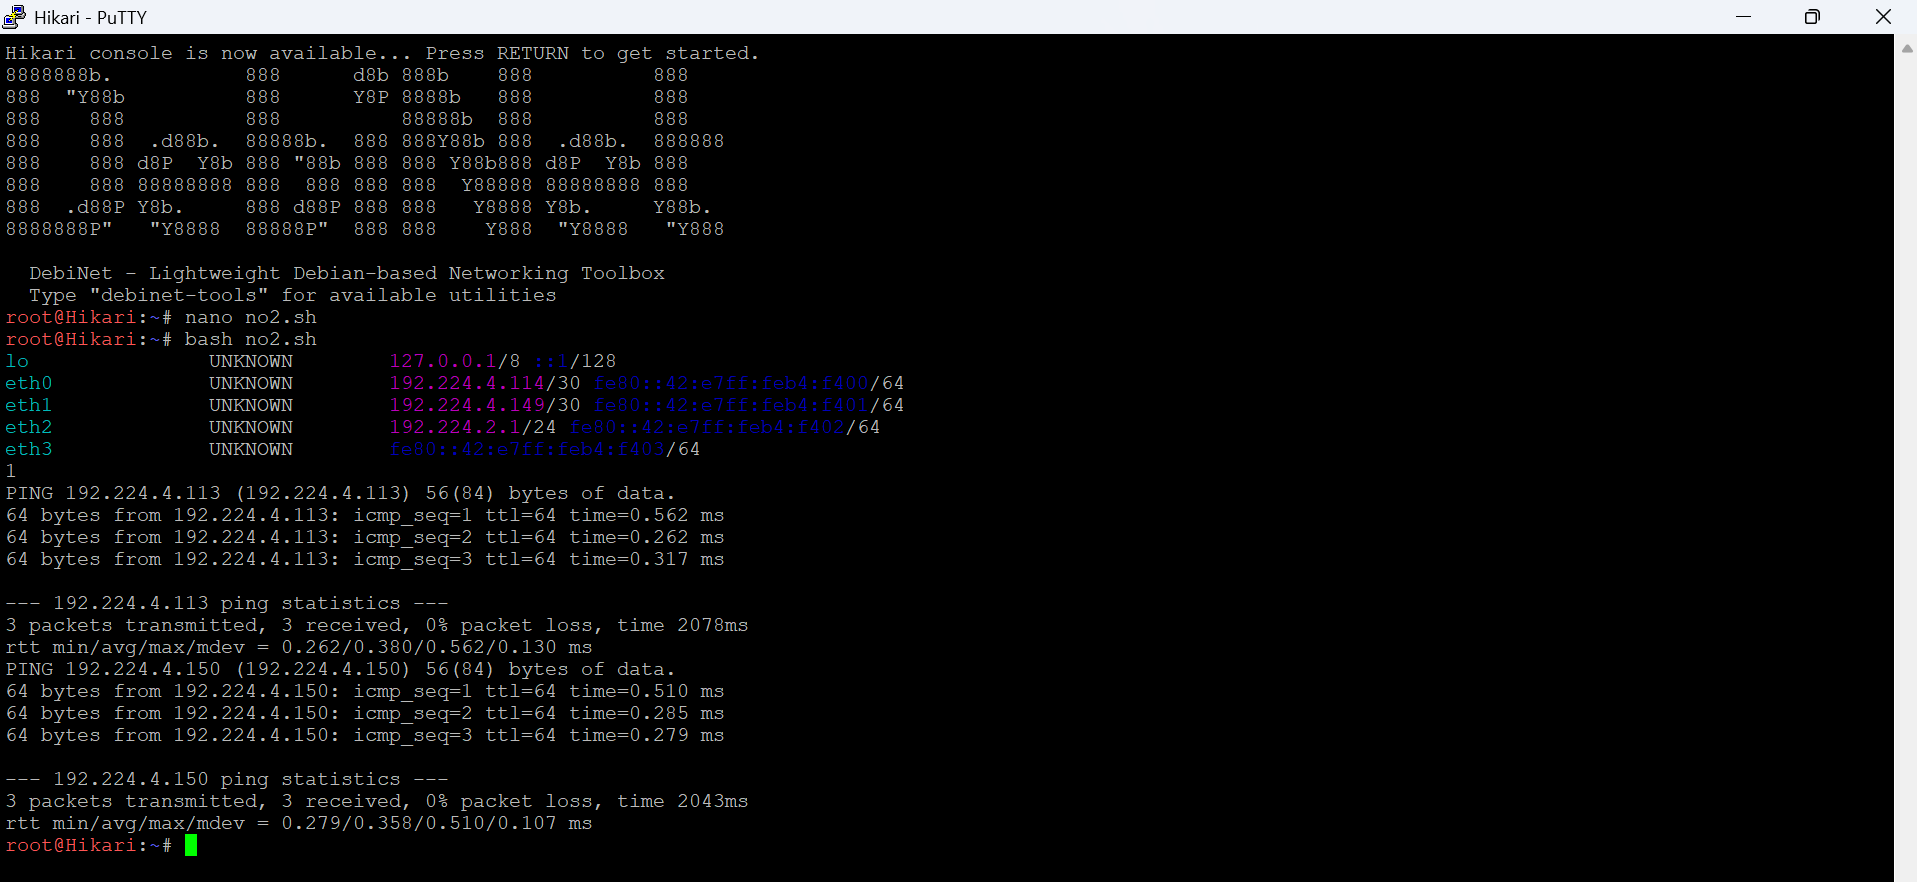 Hikari - PuTTY
Hikari console is now available... Press RETURN to get started.
8888888b.            888      d8b 888b    888          888
888  "Y88b          888      Y8P 8888b   888          888
888    888          888          88888b  888          888
888    888  .d88b.  88888b.  888 888Y88b 888  .d88b.  888888
888    888 d8P  Y8b 888 "88b 888 888 Y88b888 d8P  Y8b 888
888    888 88888888 888  888 888 888  Y88888 88888888 888
888  .d88P Y8b.     888 d88P 888 888   Y8888 Y8b.     Y88b.
8888888P"   "Y8888  88888P"  888 888    Y888  "Y8888   "Y888
DebiNet - Lightweight Debian-based Networking Toolbox
Type "debinet-tools" for available utilities
root@Hikari:~# nano no2.sh
root@Hikari:~# bash no2.sh
lo               UNKNOWN        127.0.0.1/8 ::1/128
eth0             UNKNOWN        192.224.4.114/30 fe80::42:e7ff:feb4:f400/64
eth1             UNKNOWN        192.224.4.149/30 fe80::42:e7ff:feb4:f401/64
eth2             UNKNOWN        192.224.2.1/24 fe80::42:e7ff:feb4:f402/64
eth3             UNKNOWN        fe80::42:e7ff:feb4:f403/64
1
PING 192.224.4.113 (192.224.4.113) 56(84) bytes of data.
64 bytes from 192.224.4.113: icmp_seq=1 ttl=64 time=0.562 ms
64 bytes from 192.224.4.113: icmp_seq=2 ttl=64 time=0.262 ms
64 bytes from 192.224.4.113: icmp_seq=3 ttl=64 time=0.317 ms
--- 192.224.4.113 ping statistics ---
3 packets transmitted, 3 received, 0% packet loss, time 2078ms
rtt min/avg/max/mdev = 0.262/0.380/0.562/0.130 ms
PING 192.224.4.150 (192.224.4.150) 56(84) bytes of data.
64 bytes from 192.224.4.150: icmp_seq=1 ttl=64 time=0.510 ms
64 bytes from 192.224.4.150: icmp_seq=2 ttl=64 time=0.285 ms
64 bytes from 192.224.4.150: icmp_seq=3 ttl=64 time=0.279 ms
--- 192.224.4.150 ping statistics ---
3 packets transmitted, 3 received, 0% packet loss, time 2043ms
rtt min/avg/max/mdev = 0.279/0.358/0.510/0.107 ms
root@Hikari:~#